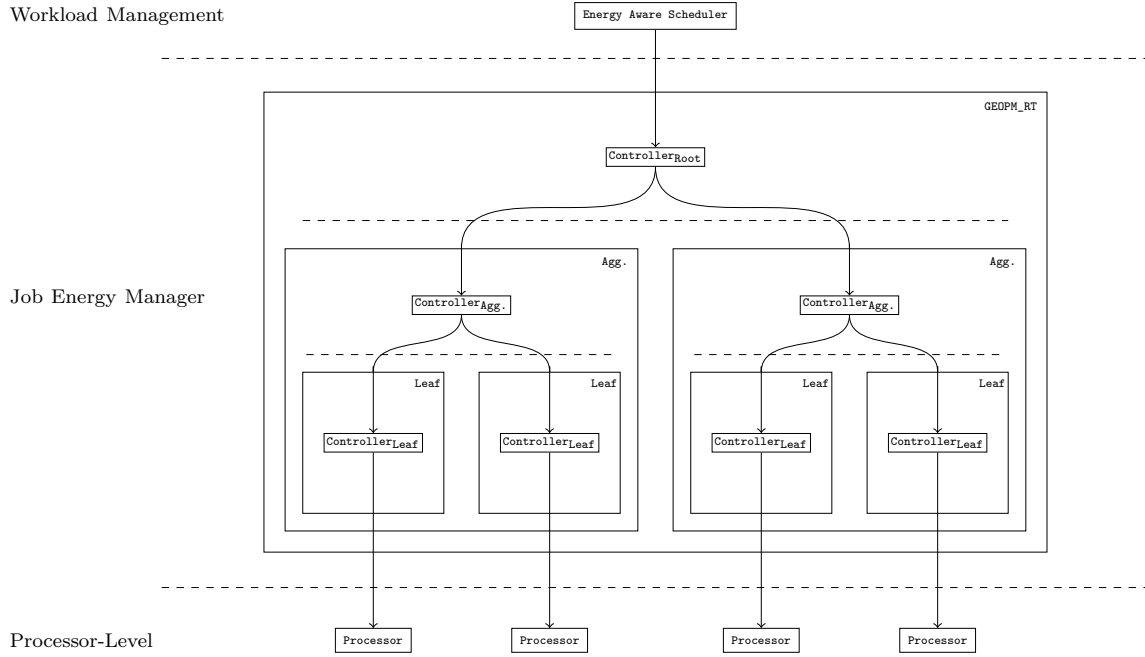 Workload Management
Energy Aware Scheduler
GEOPM_RT
Controller_Root
Agg.
Agg.
Job Energy Manager
Controller_Agg.
Controller_Agg.
Leaf
Leaf
Leaf
Leaf
Controller_Leaf
Controller_Leaf
Controller_Leaf
Controller_Leaf
Processor-Level
Processor
Processor
Processor
Processor